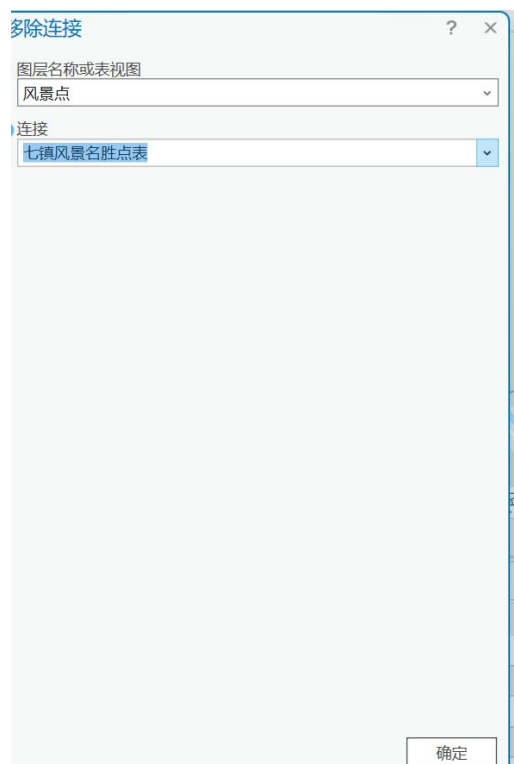 移除连接 ? ×
图层名称或表视图
风景点
连接
七镇风景名胜点表
确定